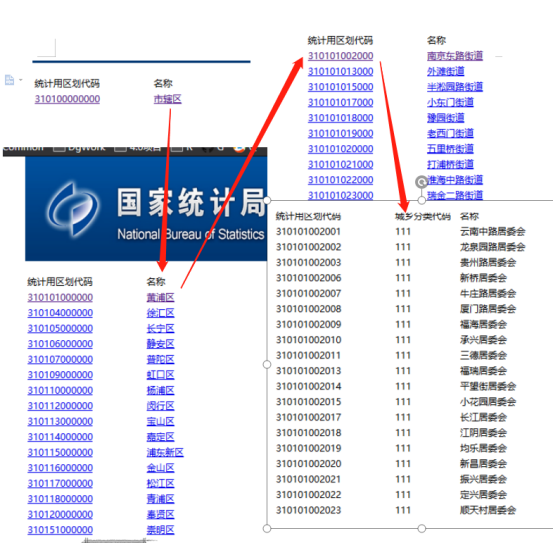 统计用区划代码 名称
310100000000 市辖区
国家统计局
National Bureau of Statistics
统计用区划代码 名称
310101000000 黄浦区
310104000000 徐汇区
310105000000 长宁区
310106000000 静安区
310107000000 普陀区
310109000000 虹口区
310110000000 杨浦区
310112000000 闵行区
310113000000 宝山区
310114000000 嘉定区
310115000000 浦东新区
310116000000 金山区
310117000000 松江区
310118000000 青浦区
310120000000 奉贤区
310151000000 崇明区
统计用区划代码 名称
310101002000 南京东路街道
310101013000 外滩街道
310101015000 半淞园路街道
310101017000 小东门街道
310101018000 豫园街道
310101019000 老西门街道
310101020000 五里桥街道
310101021000 打浦桥街道
310101022000 淮海中路街道
310101023000 瑞金二路街道
统计用区划代码 城乡分类代码 名称
310101002001 111 云南中路居委会
310101002002 111 龙泉园路居委会
310101002003 111 贵州路居委会
310101002006 111 新桥居委会
310101002007 111 牛庄路居委会
310101002008 111 厦门路居委会
310101002009 111 福海居委会
310101002010 111 承兴居委会
310101002011 111 三德居委会
310101002013 111 福瑞居委会
310101002014 111 平望街居委会
310101002015 111 小花园居委会
310101002017 111 长江居委会
310101002018 111 江阴居委会
310101002019 111 均乐居委会
310101002020 111 新昌居委会
310101002021 111 振兴居委会
310101002022 111 定兴居委会
310101002023 111 顺天村居委会